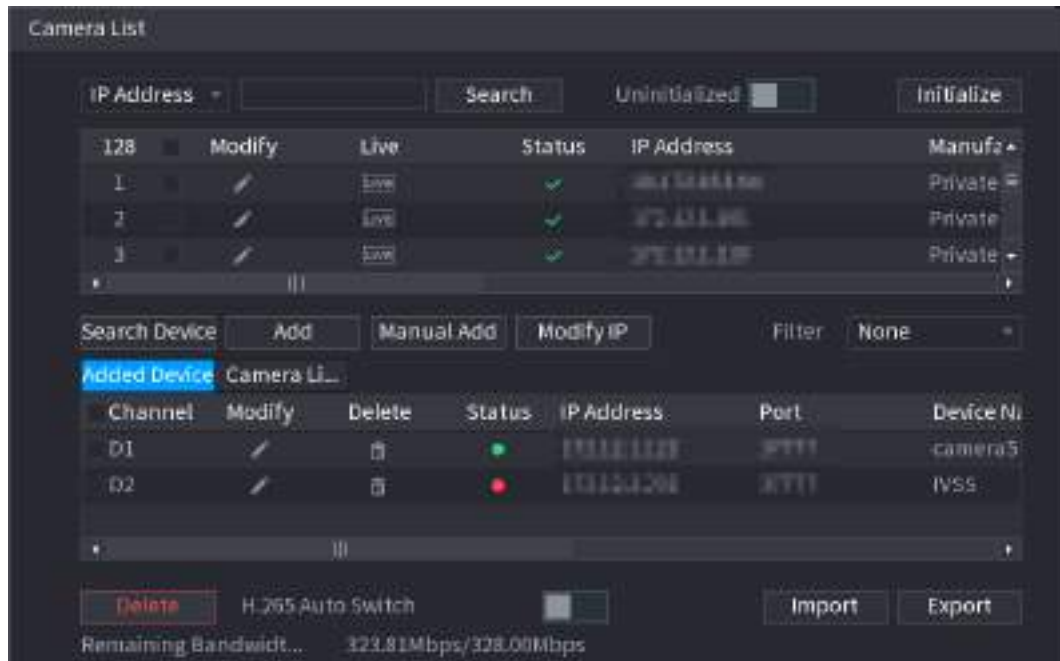 Camera List
IP Address Search Uninitialized Initialize
128 Modify Live Status IP Address Manufa
1 Live Private
2 Live Private
3 Live Private
Search Device Add Manual Add Modify IP Filter None
Added Device Camera Li...
Channel Modify Delete Status IP Address Port Device Na
D1 camera5
D2 IVSS
Delete H.265 Auto Switch Import Export
Remaining Bandwidt... 323.81Mbps/328.00Mbps